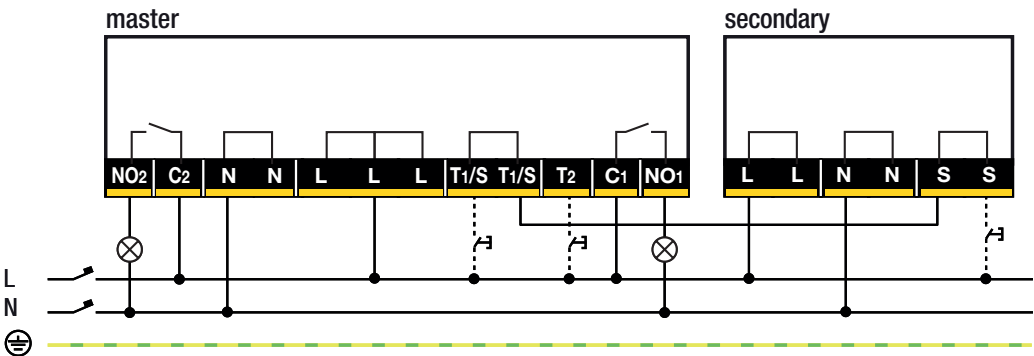 master secondary
NO2 C2 N N L L L T1/S T1/S T2 C1 NO1 L L N N S S
L
N